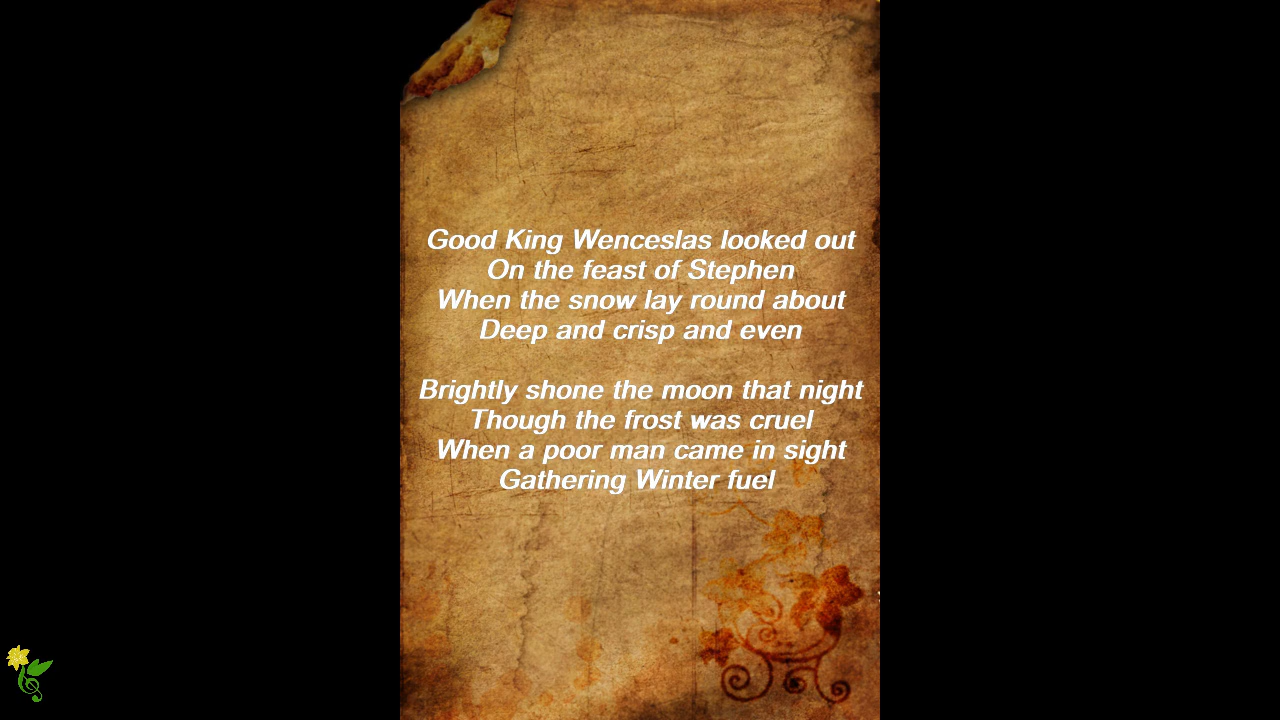 Good King Wenceslas looked out
On the feast of Stephen
When the snow lay round about
Deep and crisp and even
Brightly shone the moon that night
Though the frost was cruel
When a poor man came in sight
Gathering Winter fuel